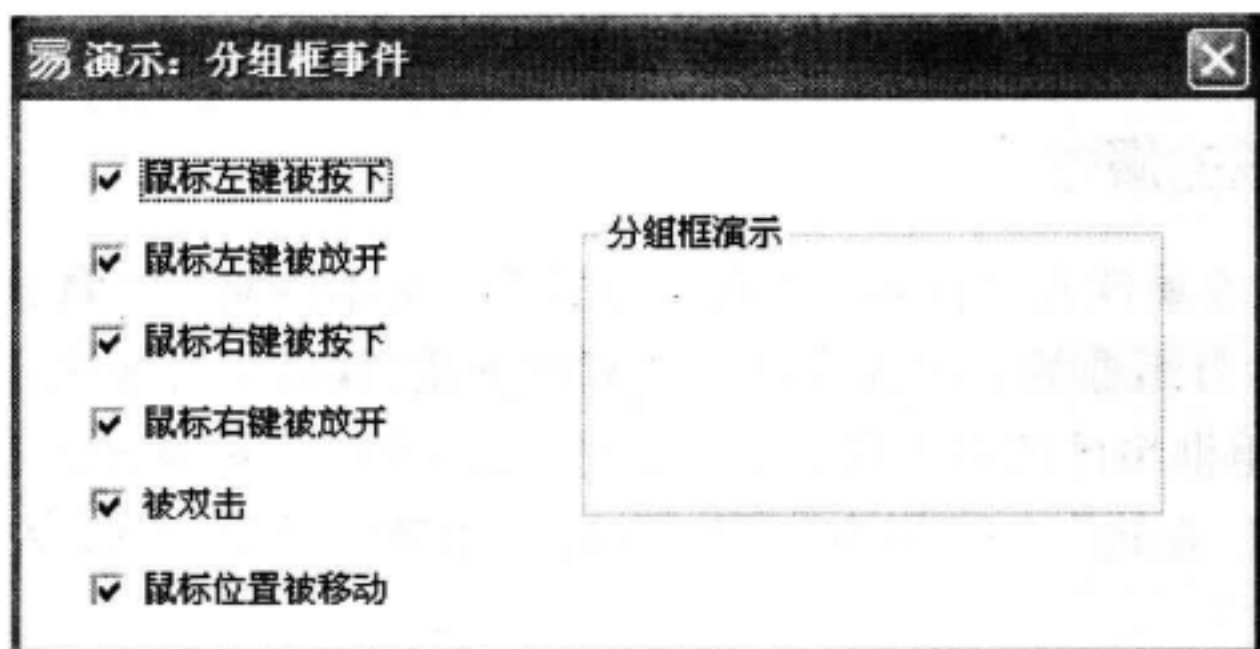 易 演示：分组框事件
鼠标左键被按下
鼠标左键被放开
鼠标右键被按下
鼠标右键被放开
被双击
鼠标位置被移动
分组框演示